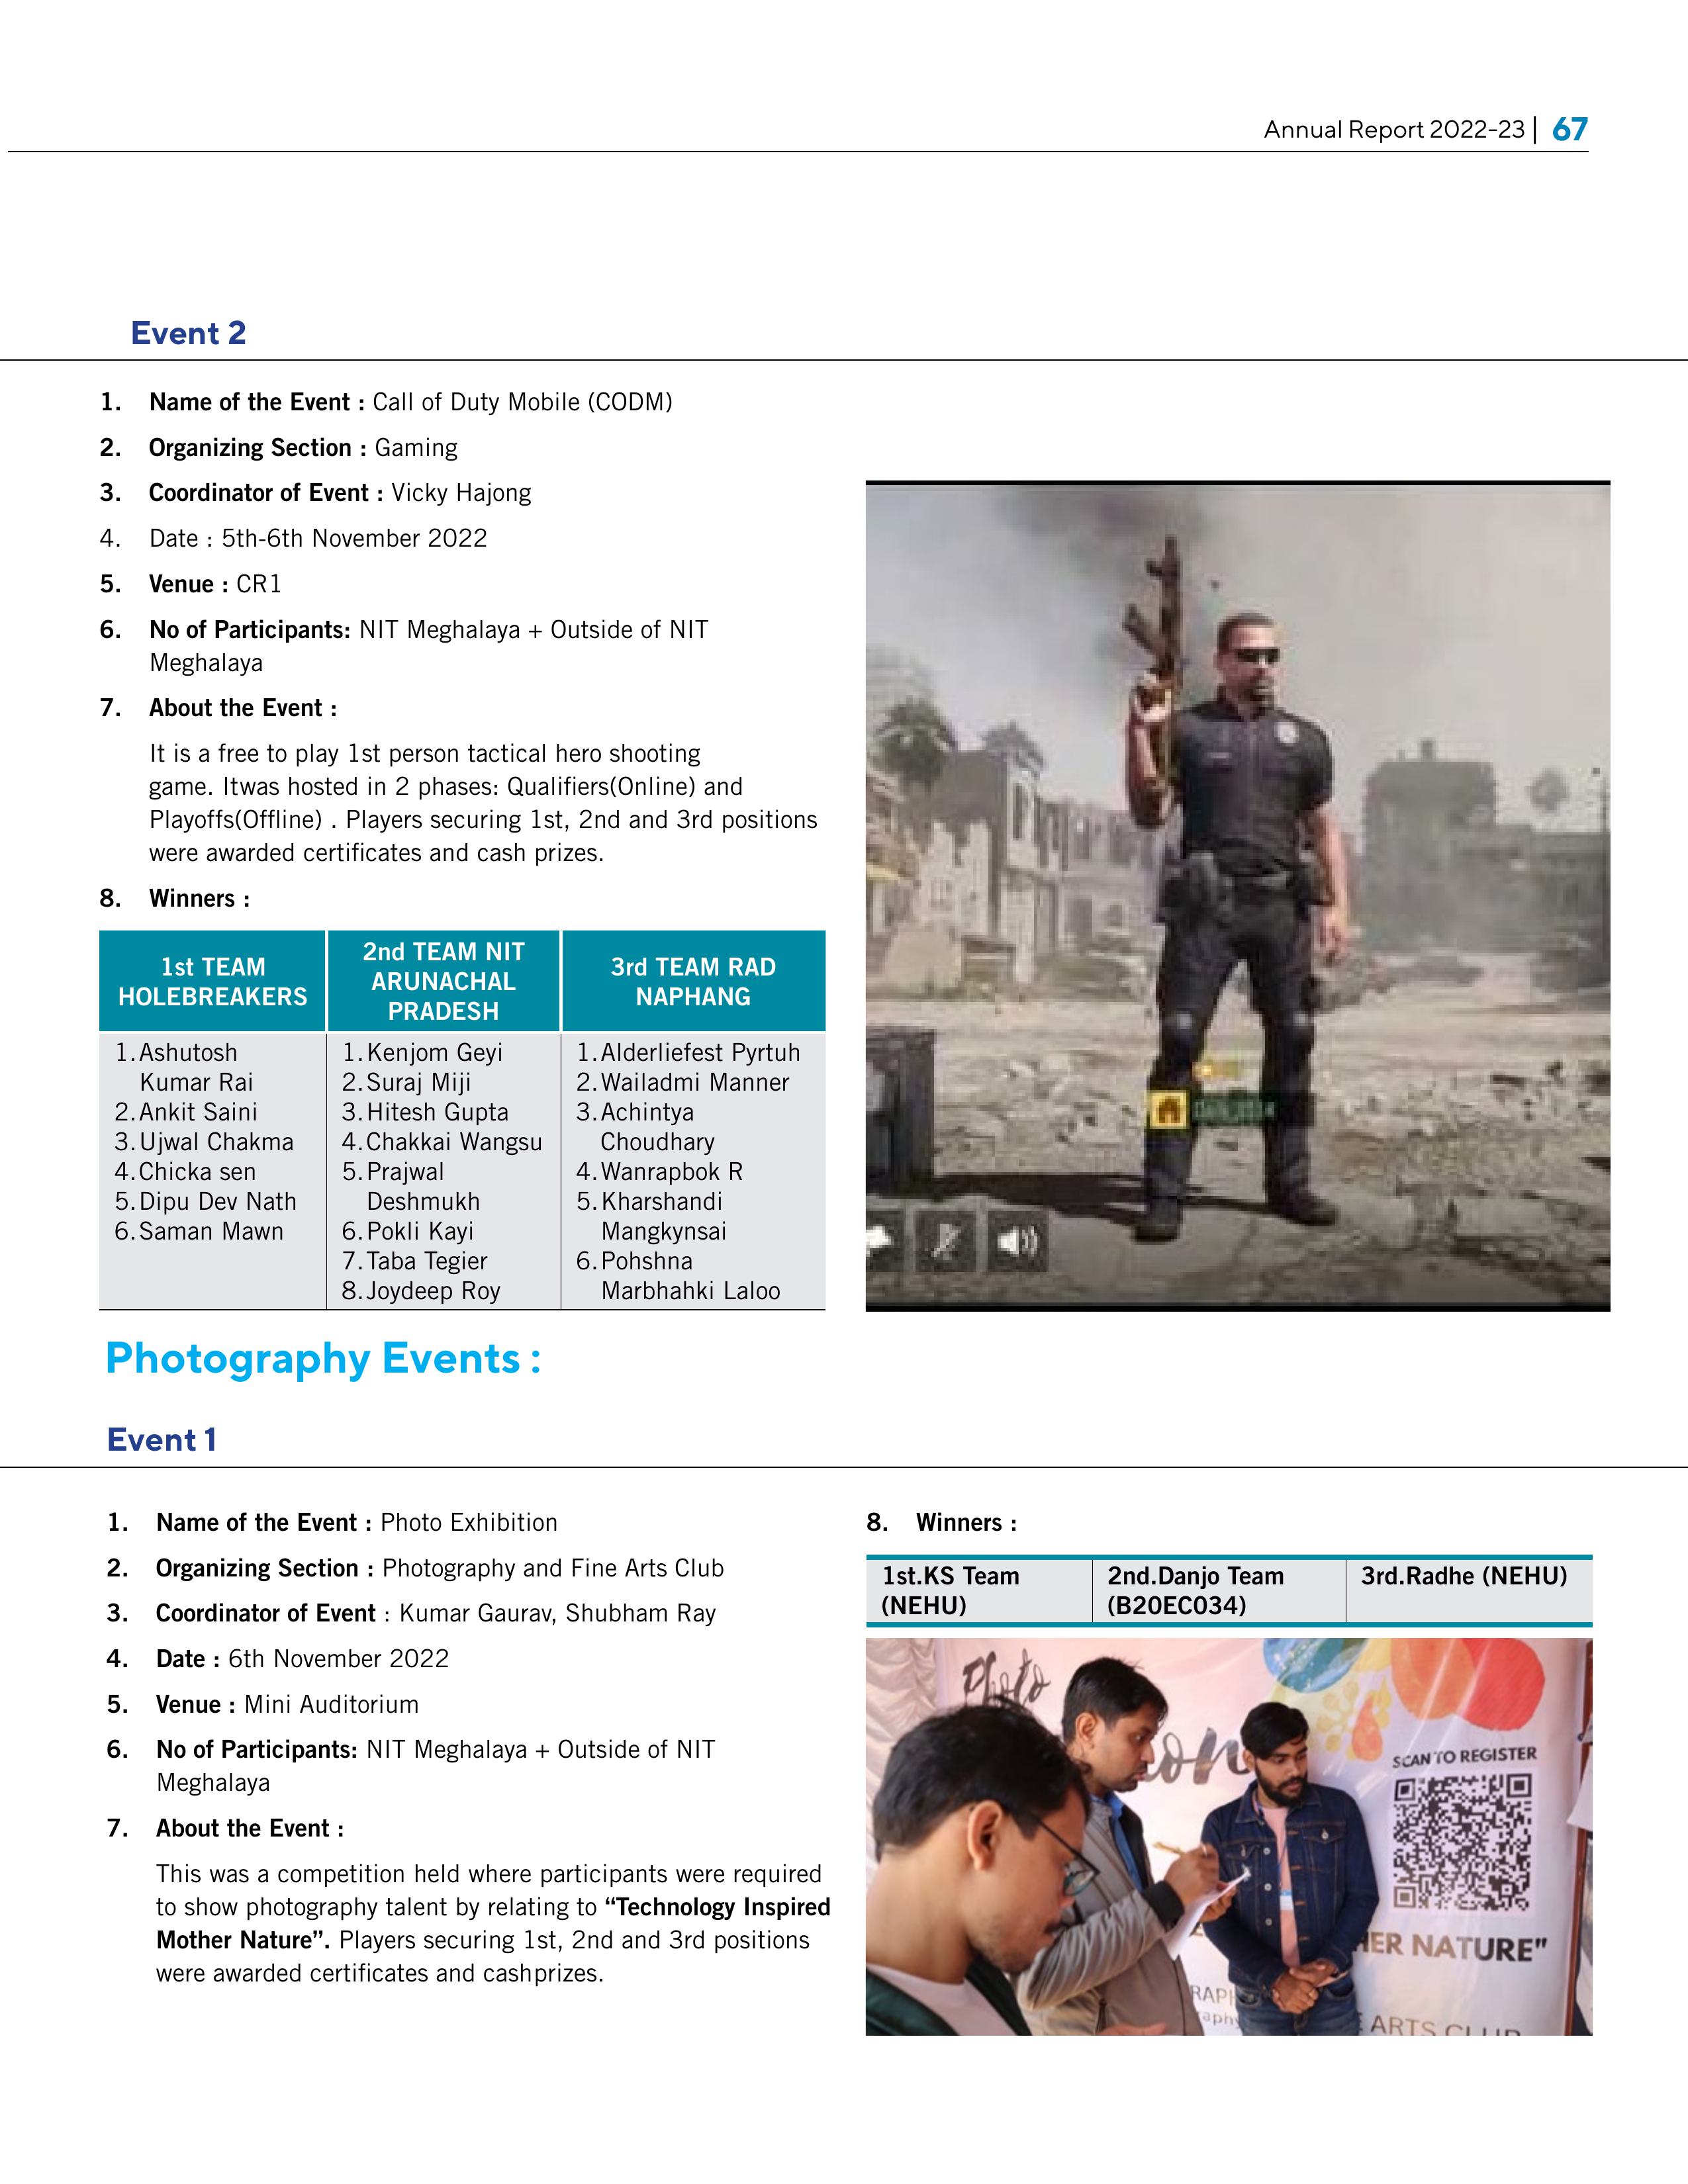 Annual Report 2022-23 | 67
Event 2
1. Name of the Event : Call of Duty Mobile (CODM)
2. Organizing Section : Gaming
3. Coordinator of Event : Vicky Hajong
4. Date : 5th-6th November 2022
5. Venue : CR1
6. No of Participants: NIT Meghalaya + Outside of NIT
Meghalaya
7. About the Event :
It is a free to play 1st person tactical hero shooting
game. Itwas hosted in 2 phases: Qualifiers(Online) and
Playoffs(Offline) . Players securing 1st, 2nd and 3rd positions
were awarded certificates and cash prizes.
8. Winners :
1st TEAM
HOLEBREAKERS
2nd TEAM NIT
ARUNACHAL
PRADESH
3rd TEAM RAD
NAPHANG
1. Ashutosh
Kumar Rai
2. Ankit Saini
3. Ujwal Chakma
4. Chicka sen
5. Dipu Dev Nath
6. Saman Mawn
1. Kenjom Geyi
2. Suraj Miji
3. Hitesh Gupta
4. Chakkai Wangsu
5. Prajwal
Deshmukh
6. Pokli Kayi
7. Taba Tegier
8. Joydeep Roy
1. Alderliefest Pyrtuh
2. Wailadmi Manner
3. Achintya
Choudhary
4. Wanrapbok R
5. Kharshandi
Mangkynsai
6. Pohshna
Marbhahki Laloo
Photography Events :
Event 1
1. Name of the Event : Photo Exhibition
2. Organizing Section : Photography and Fine Arts Club
3. Coordinator of Event : Kumar Gaurav, Shubham Ray
4. Date : 6th November 2022
5. Venue : Mini Auditorium
6. No of Participants: NIT Meghalaya + Outside of NIT
Meghalaya
7. About the Event :
This was a competition held where participants were required
to show photography talent by relating to “Technology Inspired
Mother Nature”. Players securing 1st, 2nd and 3rd positions
were awarded certificates and cashprizes.
8. Winners :
1st.KS Team
(NEHU)
2nd.Danjo Team
(B20EC034)
3rd.Radhe (NEHU)
Photo
SCAN TO REGISTER
HER NATURE"
ARTS CLUB